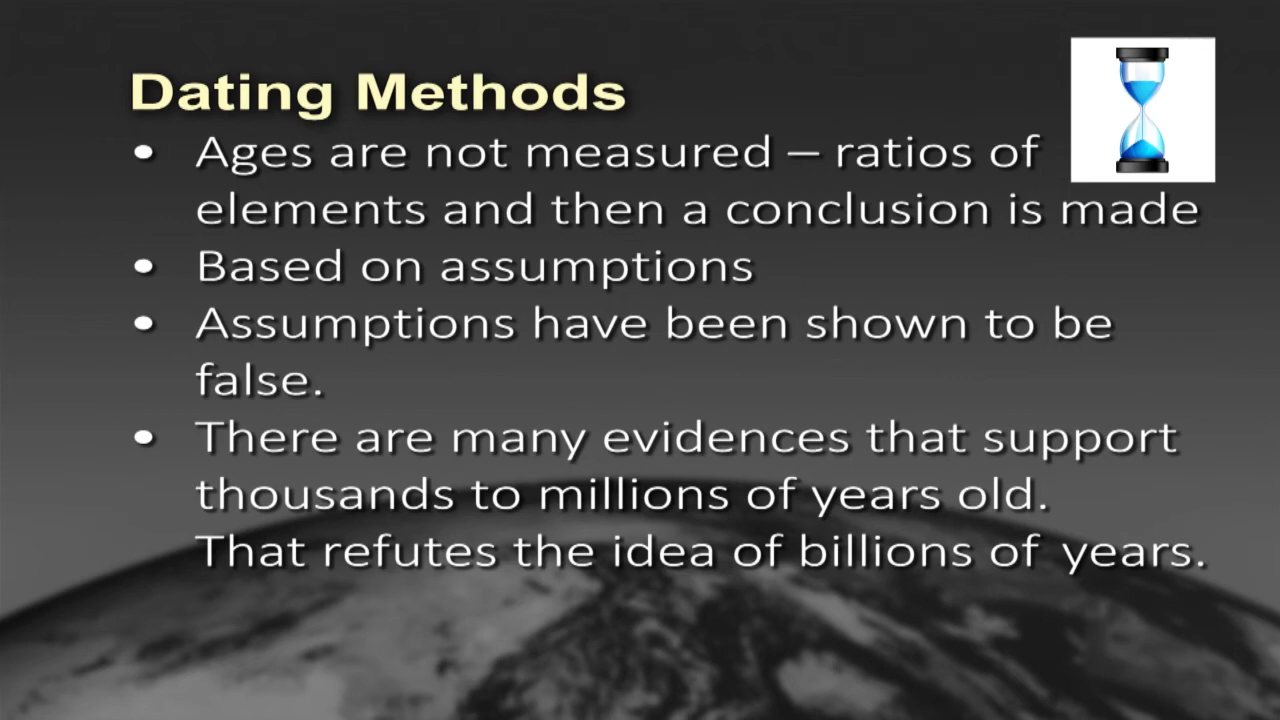 Dating Methods
• Ages are not measured – ratios of
elements and then a conclusion is made
• Based on assumptions
• Assumptions have been shown to be
false.
• There are many evidences that support
thousands to millions of years old.
That refutes the idea of billions of years.